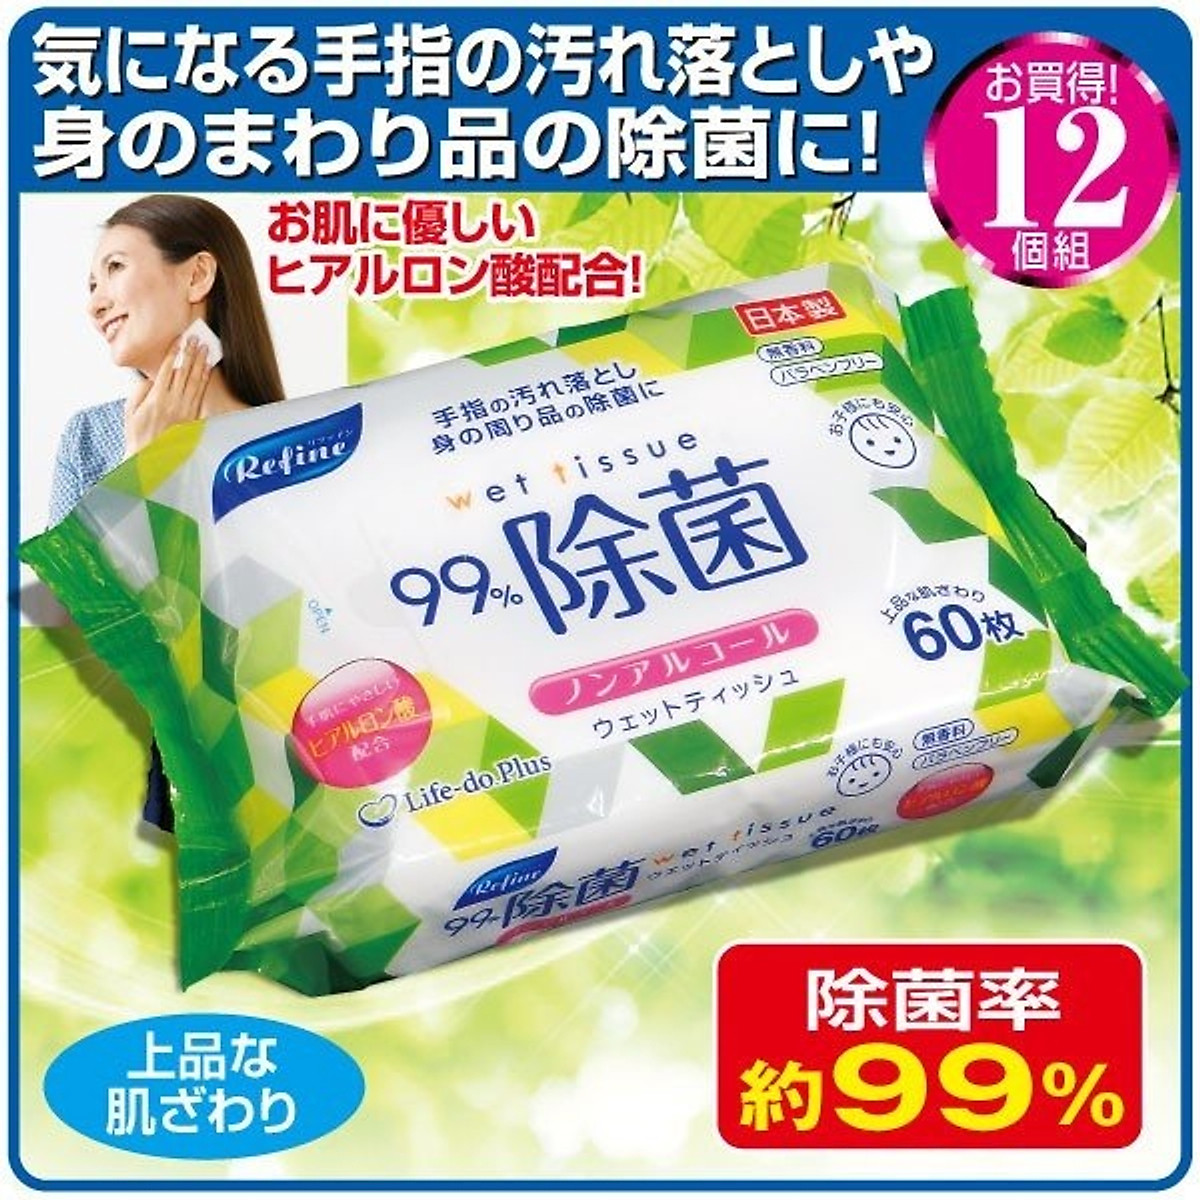 気になる手指の汚れ落としや
身のまわり品の除菌に!
お買得!
12
個組
お肌に優しい
ヒアルロン酸配合!
日本製
無香料
パラベンフリー
お子様にも安心
Refine
リファイン
手指の汚れ落とし
身の周り品の除菌に
wet tissue
99%除菌
ノンアルコール
ウェットティッシュ
上品な肌ざわり
60枚
OPEN
手肌にやさしい
ヒアルロン酸
配合
Life-do.Plus
お子様にも安心
無香料
パラベンフリー
Refine
99%除菌
wet tissue
ウェットティッシュ
60枚
上品な
肌ざわり
除菌率
約99%